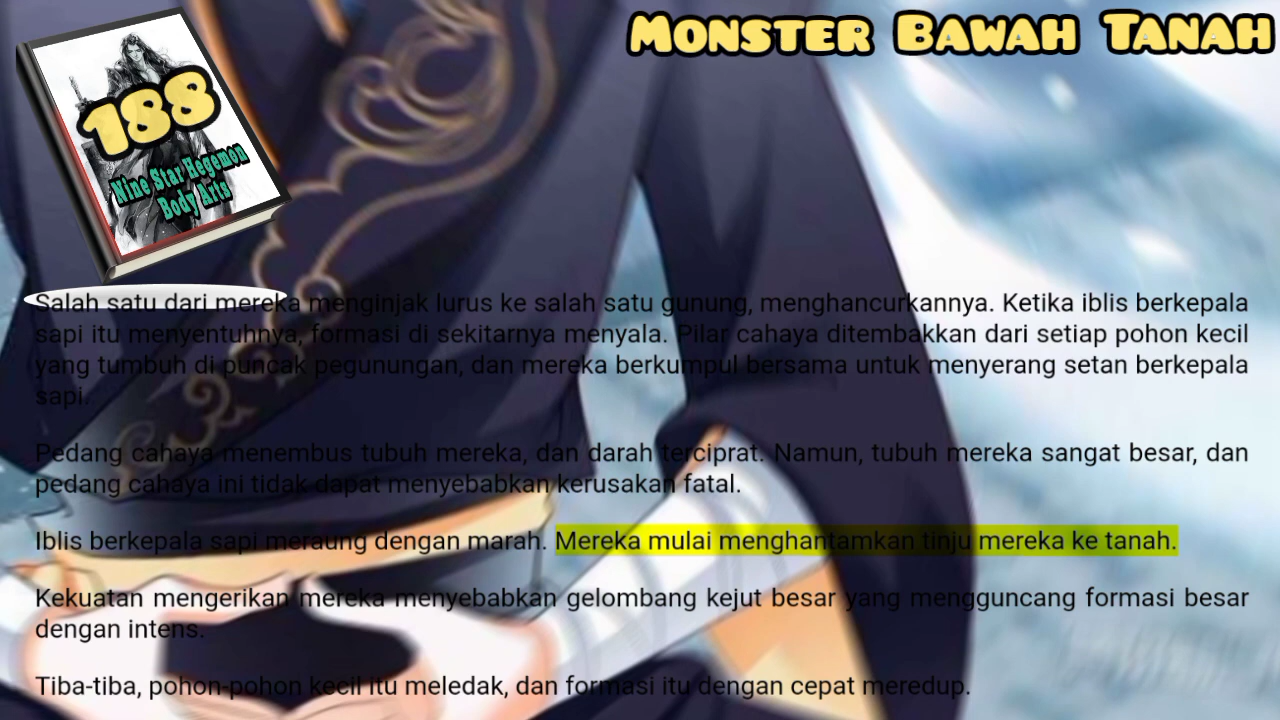 Monster Bawah Tanah
188
Nine Star Hegemon
Body Arts
Salah satu dari mereka menginjak lurus ke salah satu gunung, menghancurkannya. Ketika iblis berkepala
sapi itu menyentuhnya, formasi di sekitarnya menyala. Pilar cahaya ditembakkan dari setiap pohon kecil
yang tumbuh di puncak pegunungan, dan mereka berkumpul bersama untuk menyerang setan berkepala
sapi.
Pedang cahaya menembus tubuh mereka, dan darah terciprat. Namun, tubuh mereka sangat besar, dan
pedang cahaya ini tidak dapat menyebabkan kerusakan fatal.
Iblis berkepala sapi meraung dengan marah. Mereka mulai menghantamkan tinju mereka ke tanah.
Kekuatan mengerikan mereka menyebabkan gelombang kejut besar yang mengguncang formasi besar
dengan intens.
Tiba-tiba, pohon-pohon kecil itu meledak, dan formasi itu dengan cepat meredup.